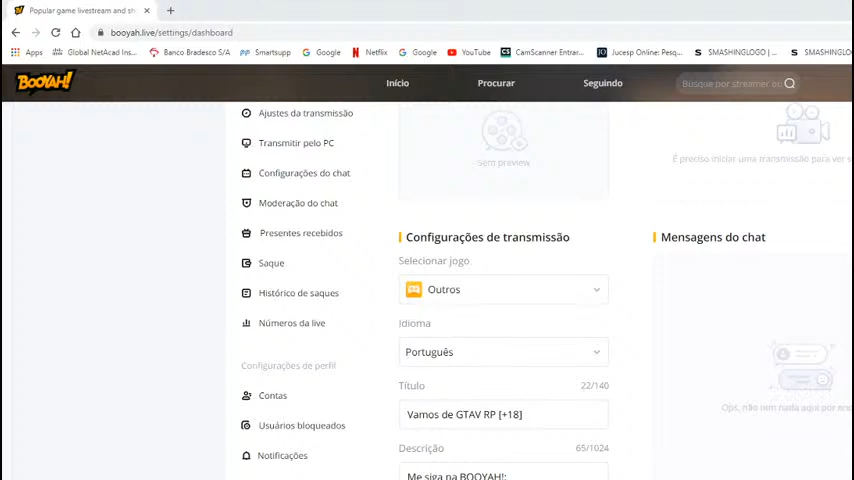 Popular game livestream and sh
booyah.live/settings/dashboard
Apps Global NetAcad Ins... Banco Bradesco S/A Smartsupp Google Netflix Google YouTube CamScanner Entrar... Jucesp Online: Pesq... SMASHINGLOGO | ... SMASHINGLO
BOOYAH! Início Procurar Seguindo Busque por streamer ou
Ajustes da transmissão
Transmitir pelo PC
Configurações do chat
Moderação do chat
Presentes recebidos
Saque
Histórico de saques
Números da live
Configurações de perfil
Contas
Usuários bloqueados
Notificações
Sem preview
Configurações de transmissão
Selecionar jogo
Outros
Idioma
Português
Título 22/140
Vamos de GTAV RP [+18]
Descrição 65/1024
Me siga pa BOOYAH!:
É preciso iniciar uma transmissão para ver s
Mensagens do chat
Ops, não tem nada aqui por eno